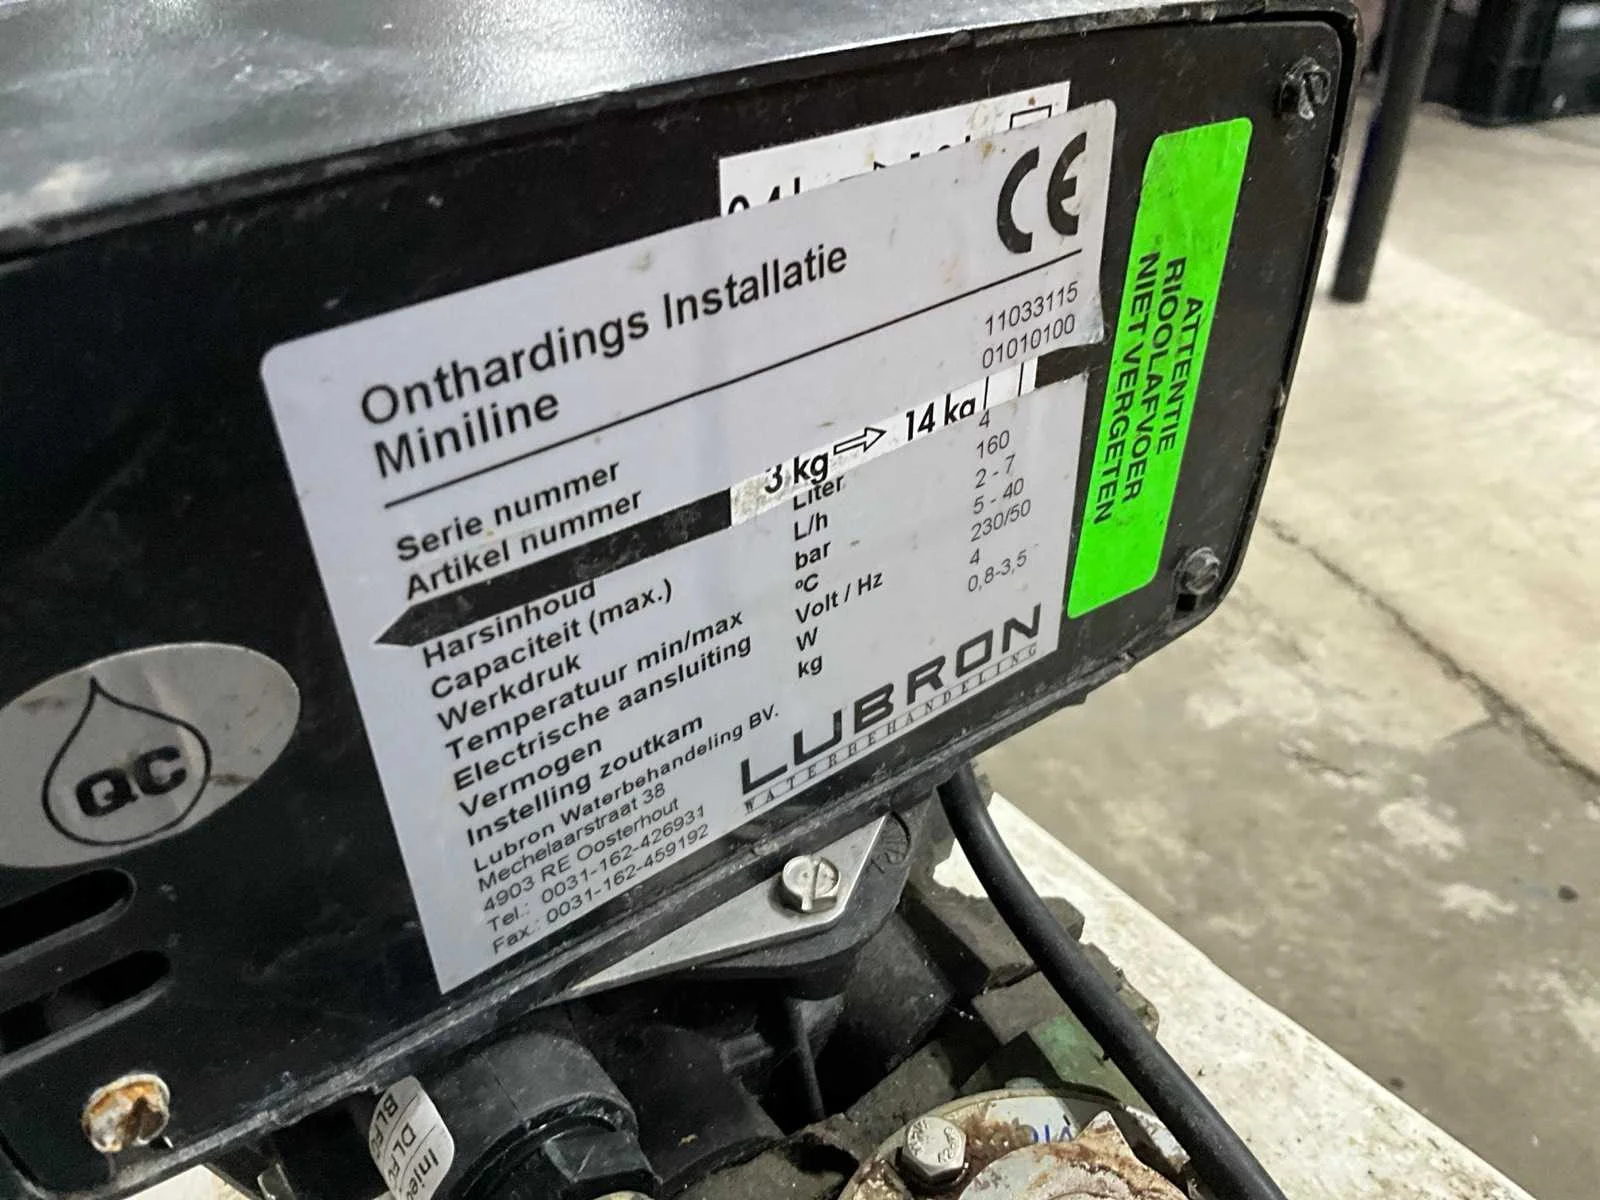 CE
Onthardings Installatie
Miniline
Serie nummer 11033115
Artikel nummer 01010100
3 kg ⇨ 14 kg
Harsinhoud Liter 4
Capaciteit (max.) L/h 160
Werkdruk bar 2 - 7
Temperatuur min/max ºC 5 - 40
Electrische aansluiting Volt / Hz 230/50
Vermogen W 4
Instelling zoutkam kg 0,8-3,5
Lubron Waterbehandeling BV.
Mechelaarstraat 38
4903 RE Oosterhout
Tel.: 0031-162-426931
Fax.: 0031-162-459192
LUBRON
WATERBEHANDELING
ATTENTIE
RIOOLAFVOER
NIET VERGETEN
QC